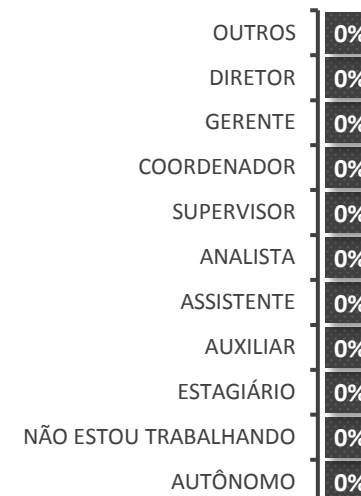 OUTROS 0%
DIRETOR 0%
GERENTE 0%
COORDENADOR 0%
SUPERVISOR 0%
ANALISTA 0%
ASSISTENTE 0%
AUXILIAR 0%
ESTAGIÁRIO 0%
NÃO ESTOU TRABALHANDO 0%
AUTÔNOMO 0%